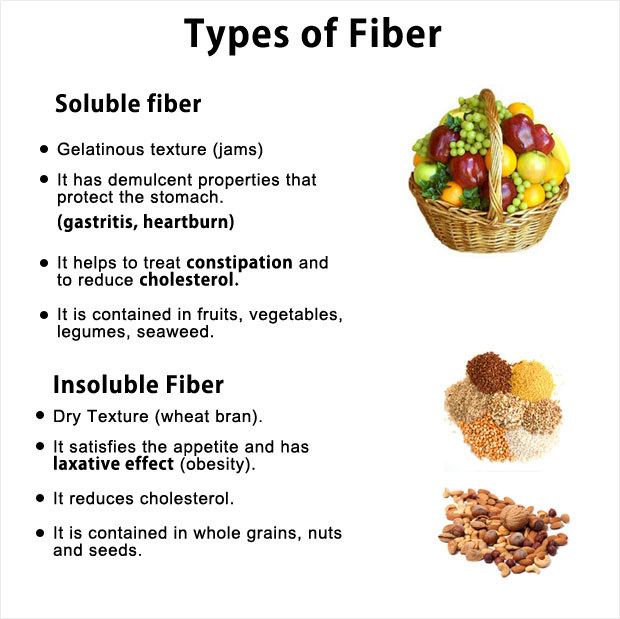 Types of Fiber
Soluble fiber
• Gelatinous texture (jams)
• It has demulcent properties that
protect the stomach.
(gastritis, heartburn)
• It helps to treat constipation and
to reduce cholesterol.
• It is contained in fruits, vegetables,
legumes, seaweed.
Insoluble Fiber
• Dry Texture (wheat bran).
• It satisfies the appetite and has
laxative effect (obesity).
• It reduces cholesterol.
• It is contained in whole grains, nuts
and seeds.